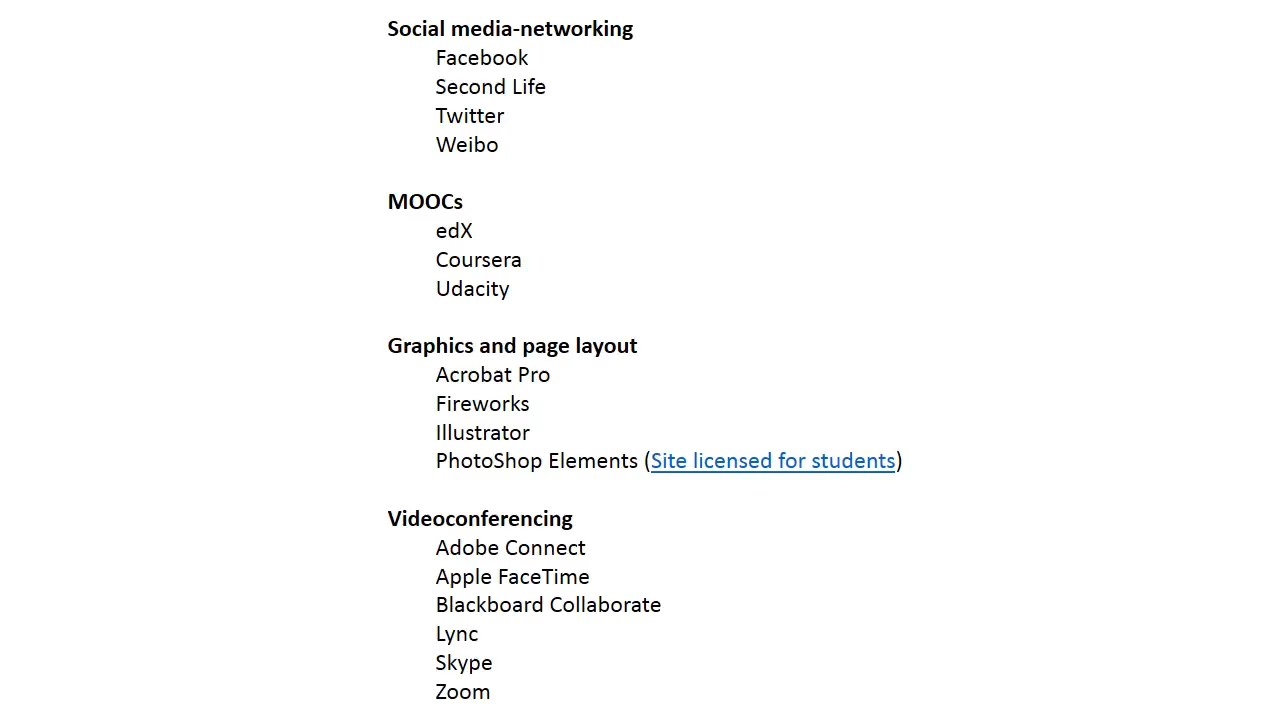 Social media-networking
Facebook
Second Life
Twitter
Weibo
MOOCs
edX
Coursera
Udacity
Graphics and page layout
Acrobat Pro
Fireworks
Illustrator
PhotoShop Elements (Site licensed for students)
Videoconferencing
Adobe Connect
Apple FaceTime
Blackboard Collaborate
Lync
Skype
Zoom